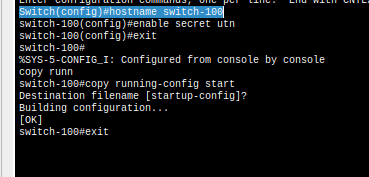 Enter configuration commands, one per line.  End with CNTL
Switch(config)#hostname switch-100
switch-100(config)#enable secret utn
switch-100(config)#exit
switch-100#
%SYS-5-CONFIG_I: Configured from console by console
copy runn
switch-100#copy running-config start
Destination filename [startup-config]?
Building configuration...
[OK]
switch-100#exit